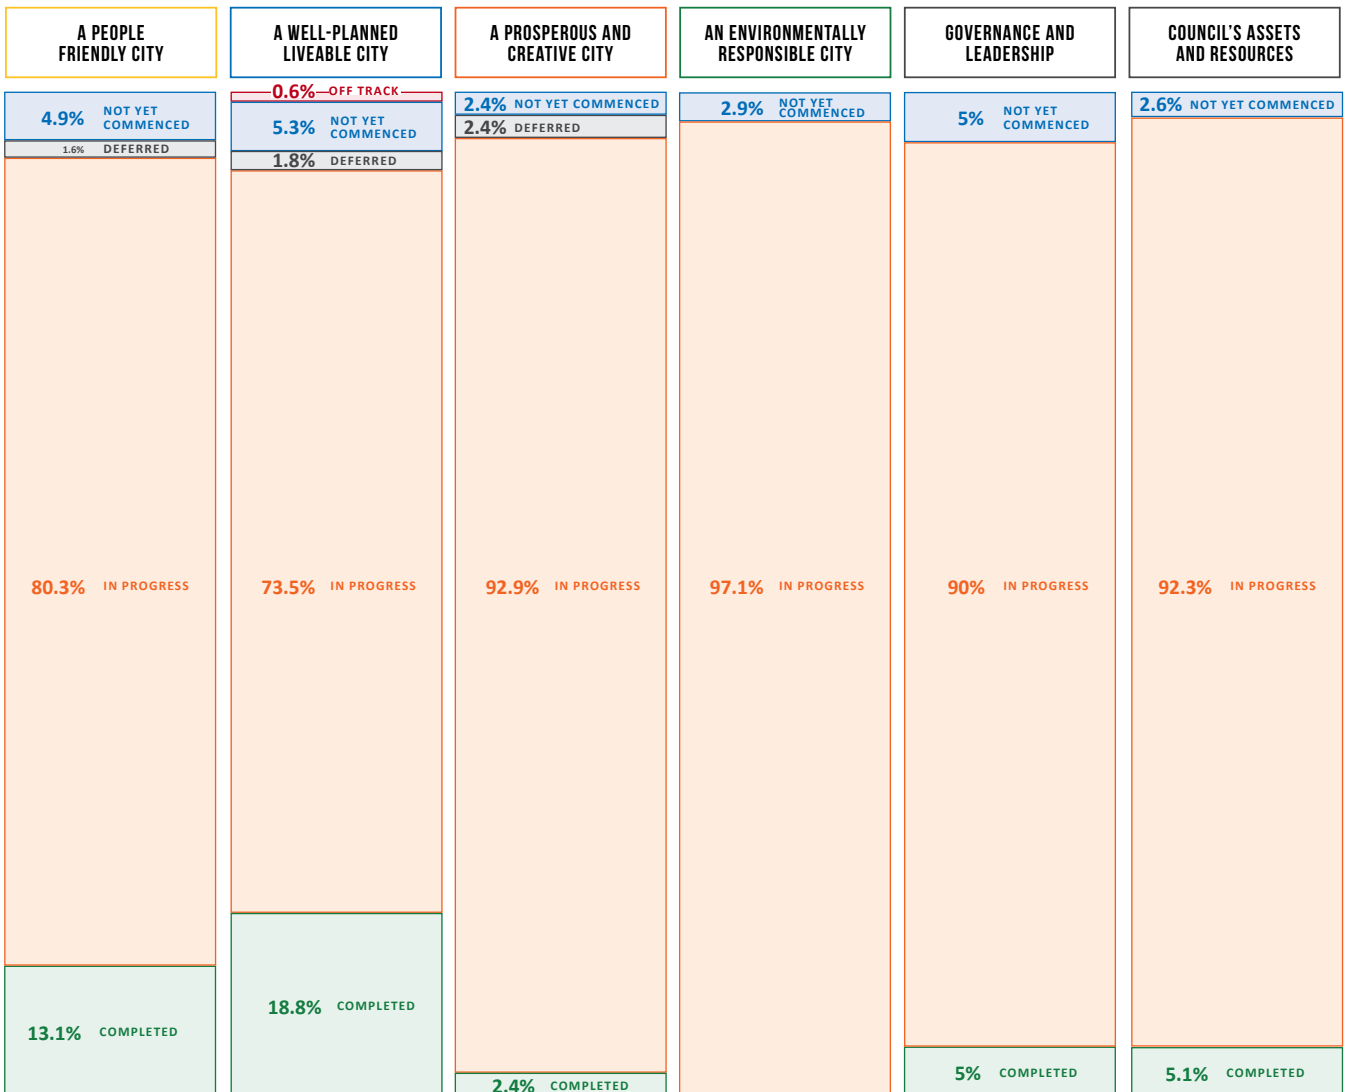 A PEOPLE
FRIENDLY CITY
4.9% NOT YET
COMMENCED
1.6% DEFERRED
80.3% IN PROGRESS
13.1% COMPLETED
A WELL-PLANNED
LIVEABLE CITY
0.6% OFF TRACK
5.3% NOT YET
COMMENCED
1.8% DEFERRED
73.5% IN PROGRESS
18.8% COMPLETED
A PROSPEROUS AND
CREATIVE CITY
2.4% NOT YET COMMENCED
2.4% DEFERRED
92.9% IN PROGRESS
2.4% COMPLETED
AN ENVIRONMENTALLY
RESPONSIBLE CITY
2.9% NOT YET
COMMENCED
97.1% IN PROGRESS
GOVERNANCE AND
LEADERSHIP
5% NOT YET
COMMENCED
90% IN PROGRESS
5% COMPLETED
COUNCIL'S ASSETS
AND RESOURCES
2.6% NOT YET COMMENCED
92.3% IN PROGRESS
5.1% COMPLETED